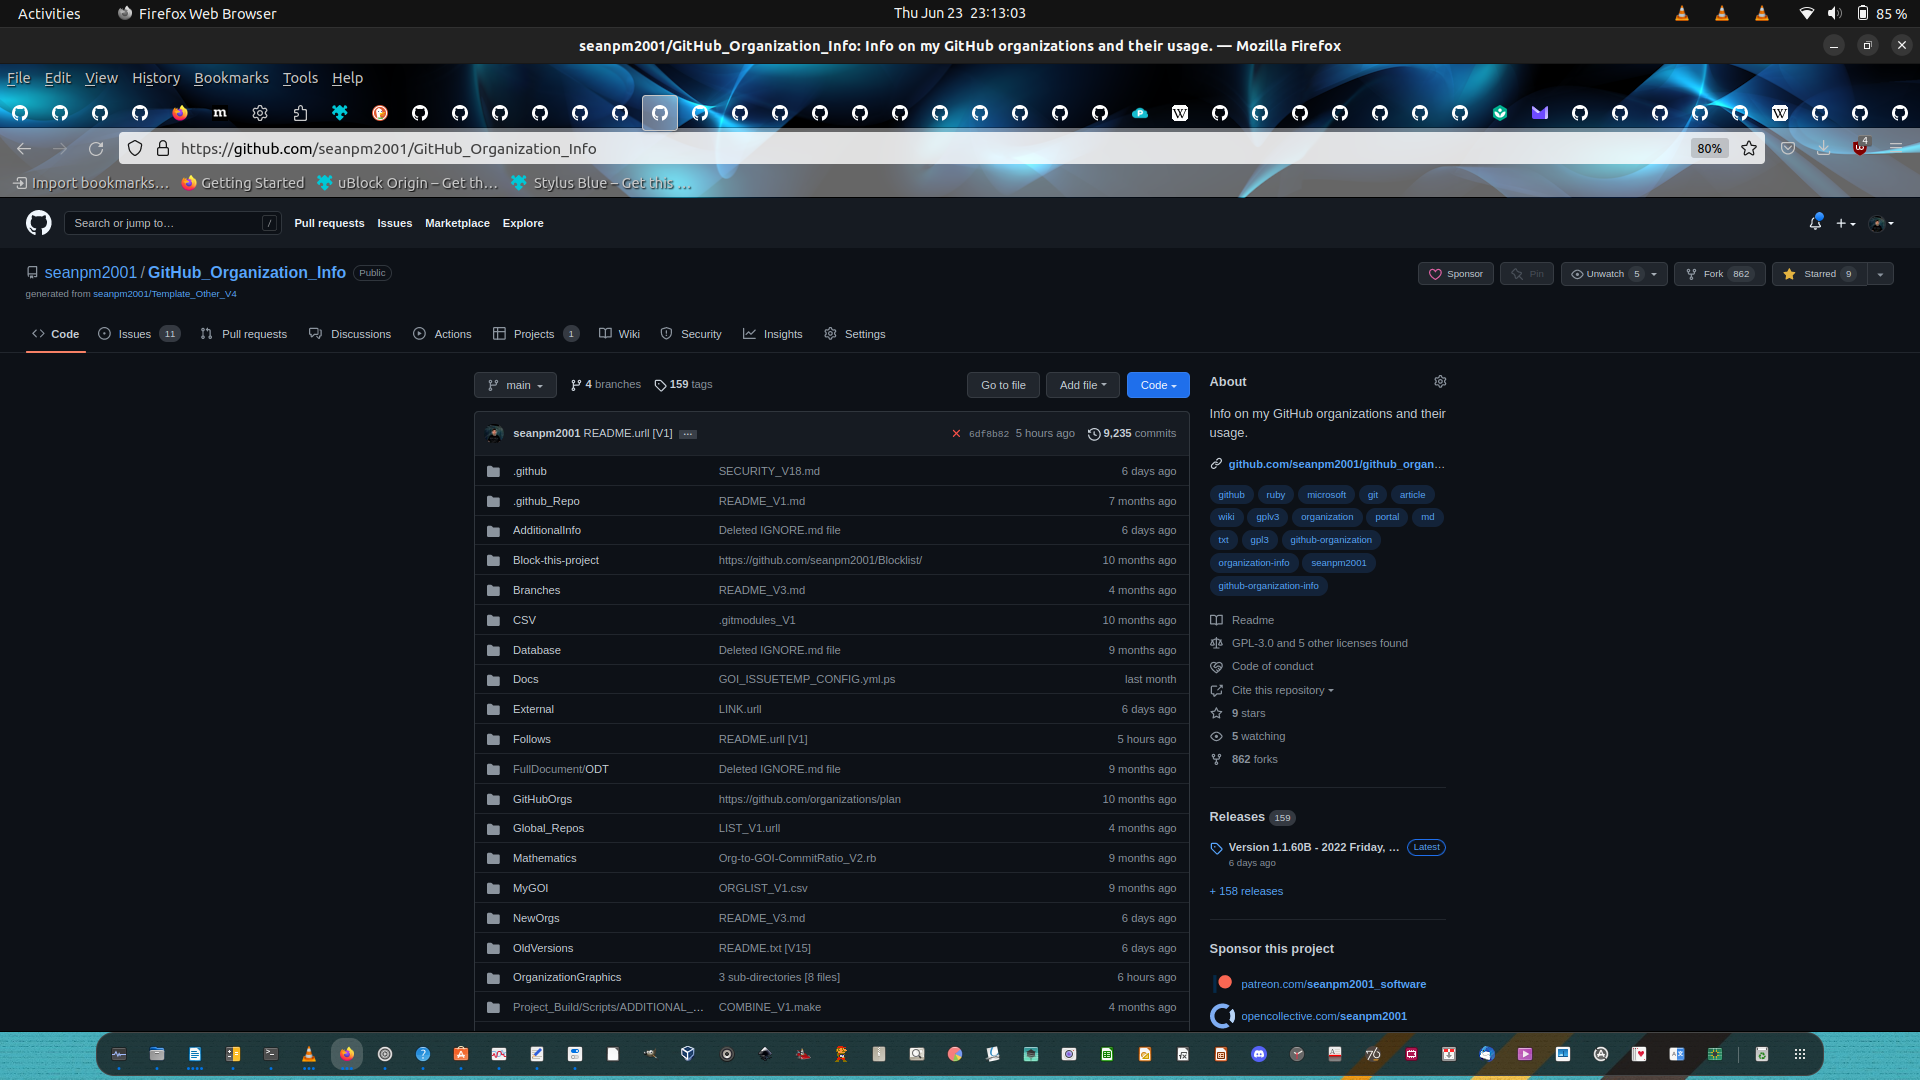 Activities Firefox Web Browser Thu Jun 23 23:13:03 85 %
seanpm2001/GitHub_Organization_Info: Info on my GitHub organizations and their usage. — Mozilla Firefox
File Edit View History Bookmarks Tools Help
https://github.com/seanpm2001/GitHub_Organization_Info 80% 4
Import bookmarks… Getting Started uBlock Origin – Get th… Stylus Blue – Get this …
Search or jump to… / Pull requests Issues Marketplace Explore
seanpm2001 / GitHub_Organization_Info Public Sponsor Pin Unwatch 5 Fork 862 Starred 9
generated from seanpm2001/Template_Other_V4
Code Issues 11 Pull requests Discussions Actions Projects 1 Wiki Security Insights Settings
main 4 branches 159 tags Go to file Add file Code
seanpm2001 README.urll [V1] ... 6df8b82 5 hours ago 9,235 commits
.github SECURITY_V18.md 6 days ago
.github_Repo README_V1.md 7 months ago
AdditionalInfo Deleted IGNORE.md file 6 days ago
Block-this-project https://github.com/seanpm2001/Blocklist/ 10 months ago
Branches README_V3.md 4 months ago
CSV .gitmodules_V1 10 months ago
Database Deleted IGNORE.md file 9 months ago
Docs GOI_ISSUETEMP_CONFIG.yml.ps last month
External LINK.urll 6 days ago
Follows README.urll [V1] 5 hours ago
FullDocument/ODT Deleted IGNORE.md file 9 months ago
GitHubOrgs https://github.com/organizations/plan 10 months ago
Global_Repos LIST_V1.urll 4 months ago
Mathematics Org-to-GOI-CommitRatio_V2.rb 9 months ago
MyGOI ORGLIST_V1.csv 9 months ago
NewOrgs README_V3.md 6 days ago
OldVersions README.txt [V15] 6 days ago
OrganizationGraphics 3 sub-directories [8 files] 6 hours ago
Project_Build/Scripts/ADDITIONAL_… COMBINE_V1.make 4 months ago
About
Info on my GitHub organizations and their
usage.
github.com/seanpm2001/github_organ…
github ruby microsoft git article
wiki gplv3 organization portal md
txt gpl3 github-organization
organization-info seanpm2001
github-organization-info
Readme
GPL-3.0 and 5 other licenses found
Code of conduct
Cite this repository
9 stars
5 watching
862 forks
Releases 159
Version 1.1.60B - 2022 Friday, … Latest
6 days ago
+ 158 releases
Sponsor this project
patreon.com/seanpm2001_software
opencollective.com/seanpm2001